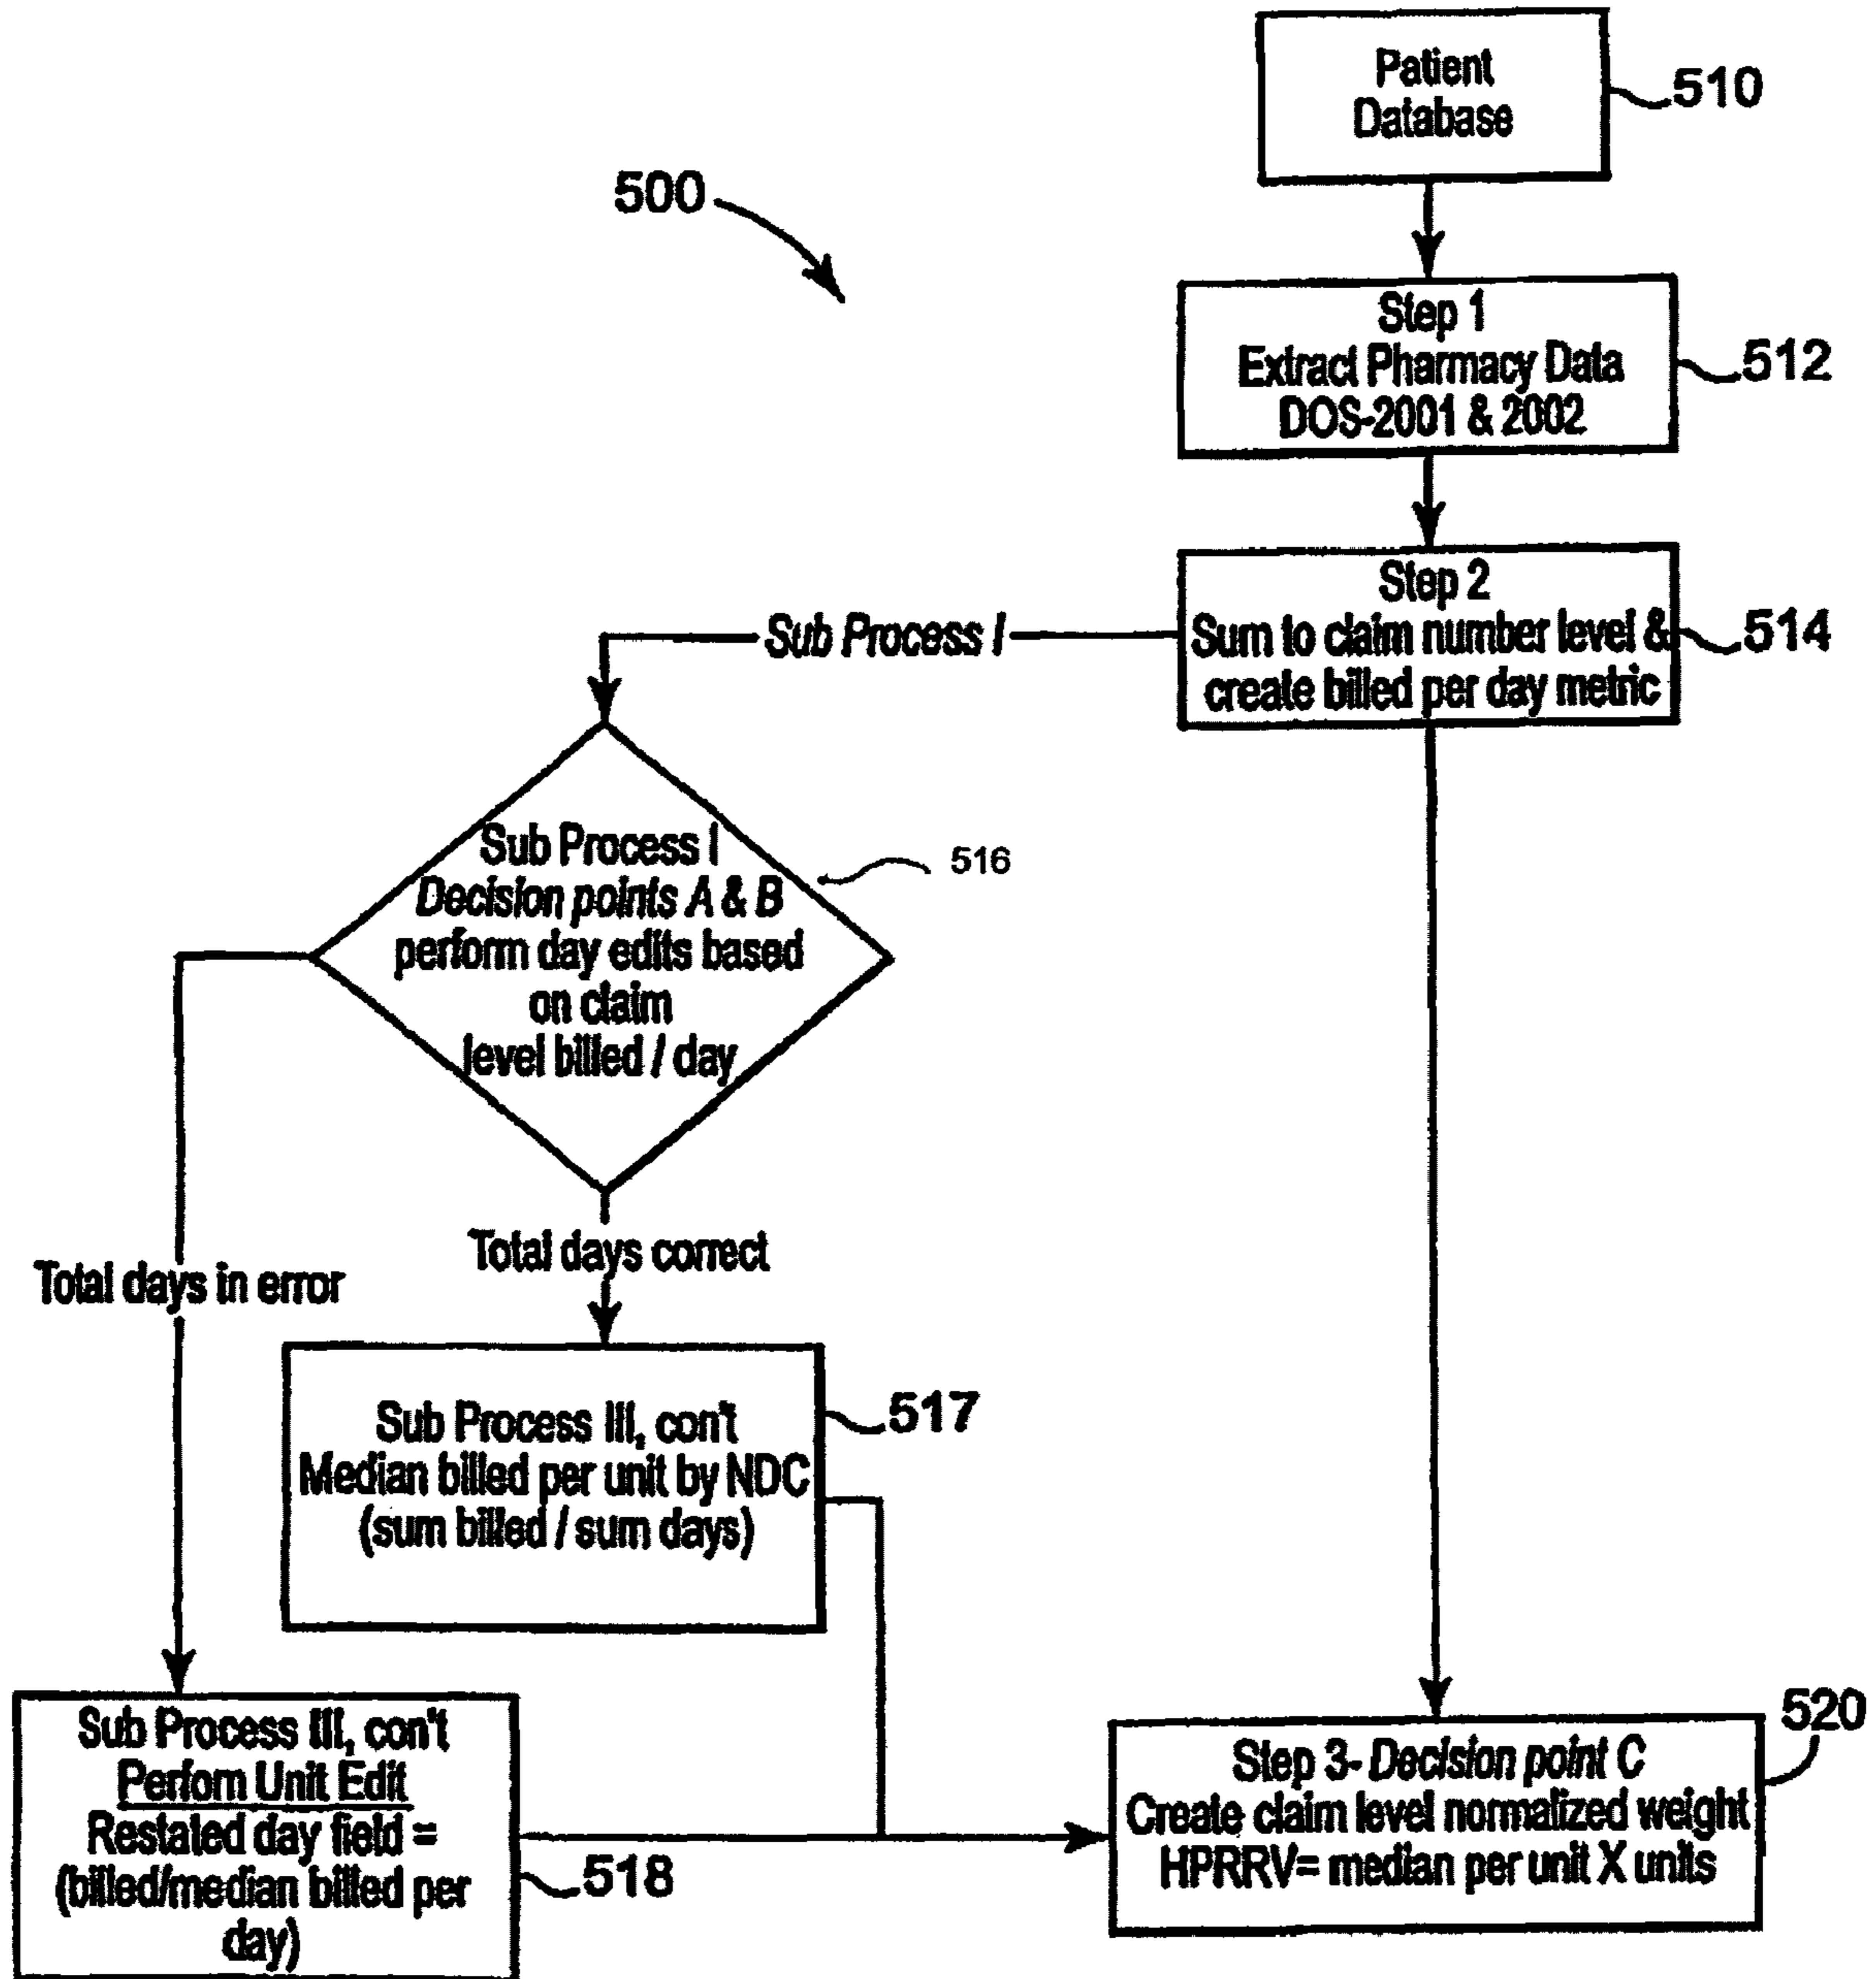 Patient
Database
510
500
Step 1
Extract Pharmacy Data
DOS-2001 & 2002
512
Step 2
Sum to claim number level &
create billed per day metric
514
Sub Process I
Sub Process I
Decision points A & B
perform day edits based
on claim
level billed / day
516
Total days correct
Total days in error
Sub Process III, con't
Median billed per unit by NDC
(sum billed / sum days)
517
Sub Process III, con't
Perfom Unit Edit
Restated day field =
(billed/median billed per
day)
518
Step 3- Decision point C
Create claim level normalized weight
HPRRV= median per unit X units
520